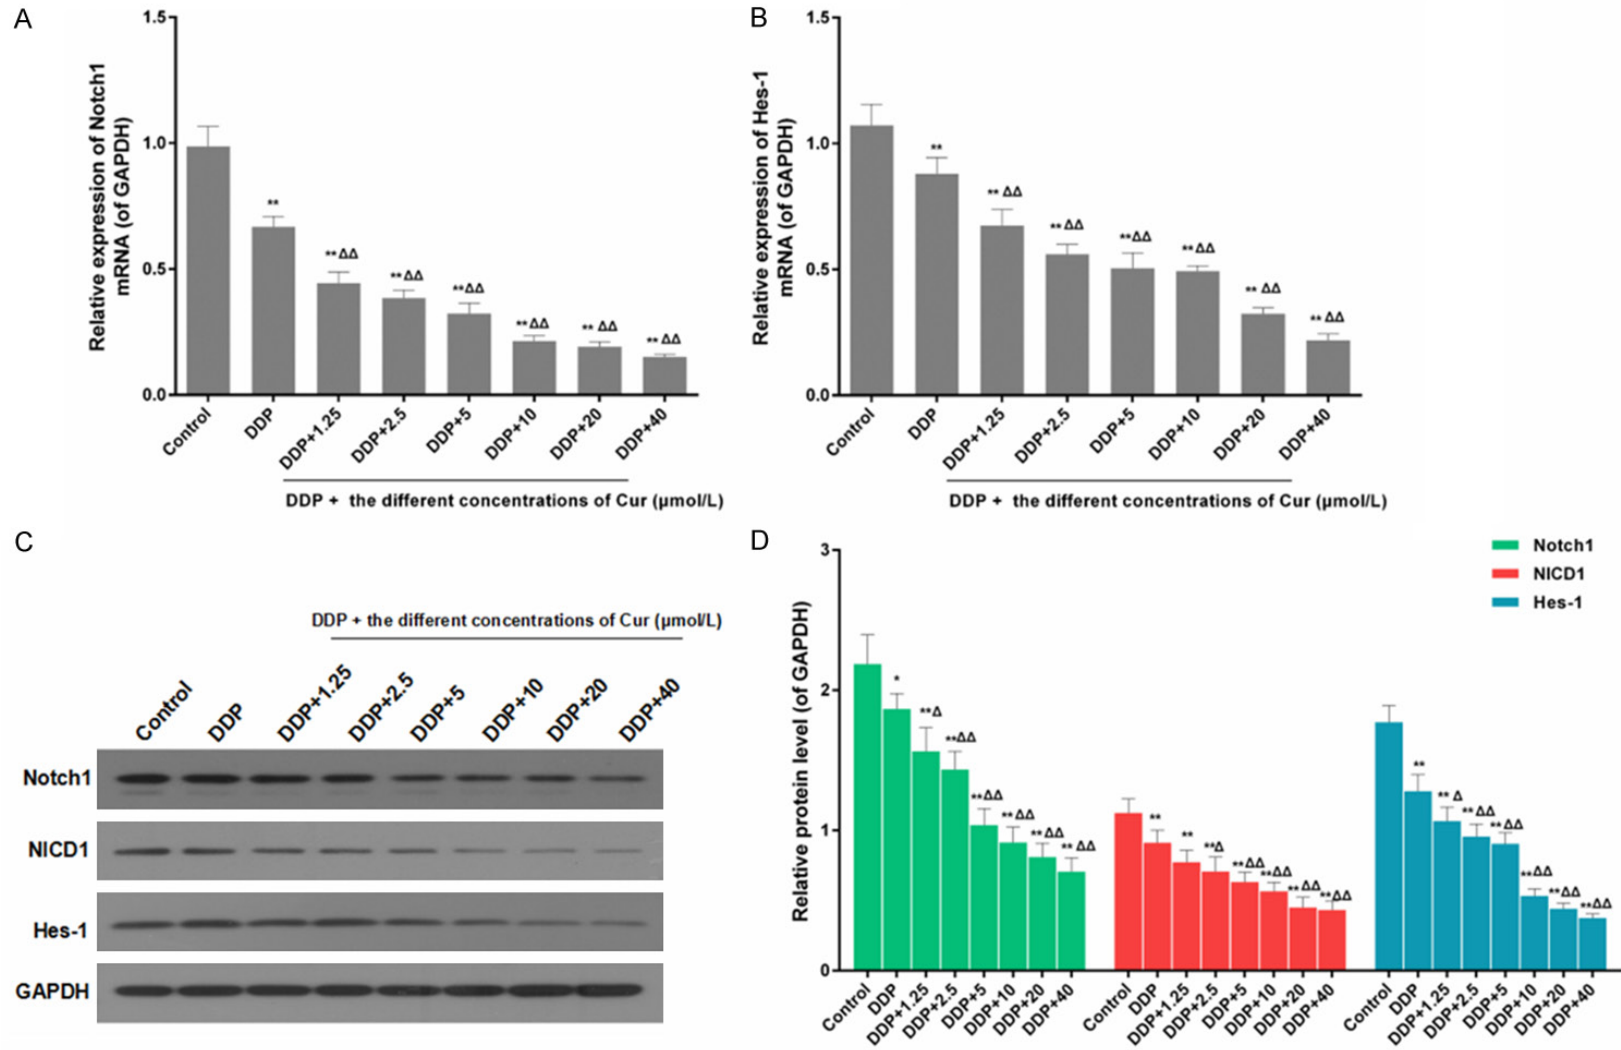 A
1.5
1.0
0.5
0.0
Relative expression of Notch1
mRNA (of GAPDH)
**
** ΔΔ
** ΔΔ
**ΔΔ
** ΔΔ
** ΔΔ
** ΔΔ
Control
DDP
DDP+1.25
DDP+2.5
DDP+5
DDP+10
DDP+20
DDP+40
DDP + the different concentrations of Cur (μmol/L)
B
1.5
1.0
0.5
0.0
Relative expression of Hes-1
mRNA (of GAPDH)
**
** ΔΔ
** ΔΔ
**ΔΔ
** ΔΔ
** ΔΔ
** ΔΔ
Control
DDP
DDP+1.25
DDP+2.5
DDP+5
DDP+10
DDP+20
DDP+40
DDP + the different concentrations of Cur (μmol/L)
C
DDP + the different concentrations of Cur (μmol/L)
Control
DDP
DDP+1.25
DDP+2.5
DDP+5
DDP+10
DDP+20
DDP+40
Notch1
NICD1
Hes-1
GAPDH
D
Notch1
NICD1
Hes-1
3
2
1
0
Relative protein level (of GAPDH)
*
**Δ
**ΔΔ
**ΔΔ
** ΔΔ
** ΔΔ
** ΔΔ
**
**
**Δ
**ΔΔ
**ΔΔ
** ΔΔ
**ΔΔ
**
** Δ
** ΔΔ
** ΔΔ
**ΔΔ
**ΔΔ
**ΔΔ
Control
DDP
DDP+1.25
DDP+2.5
DDP+5
DDP+10
DDP+20
DDP+40
Control
DDP
DDP+1.25
DDP+2.5
DDP+5
DDP+10
DDP+20
DDP+40
Control
DDP
DDP+1.25
DDP+2.5
DDP+5
DDP+10
DDP+20
DDP+40